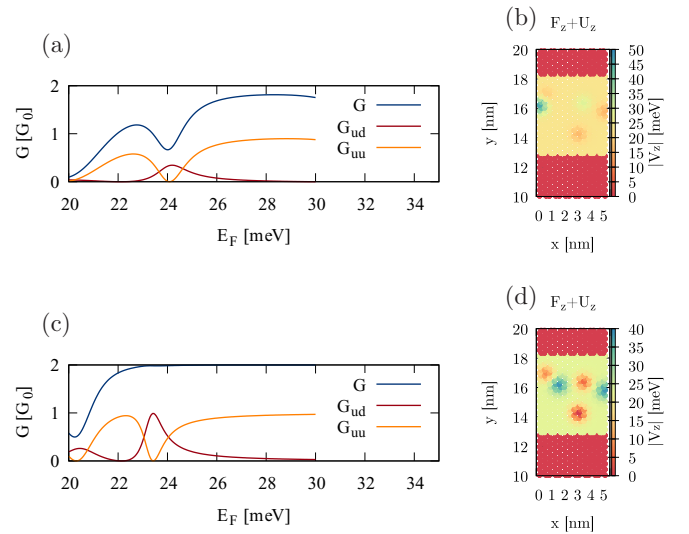 (a)
G [G0]
2
1
0
G
Gud
Guu
20 22 24 26 28 30 32 34
EF [meV]
(b)
Fz+Uz
y [nm]
20
18
16
14
12
10
0 1 2 3 4 5
x [nm]
50
45
40
35
30
25
20
15
10
5
0
|Vz| [meV]
(c)
G [G0]
2
1
0
G
Gud
Guu
20 22 24 26 28 30 32 34
EF [meV]
(d)
Fz+Uz
y [nm]
20
18
16
14
12
10
0 1 2 3 4 5
x [nm]
40
35
30
25
20
15
10
5
0
|Vz| [meV]